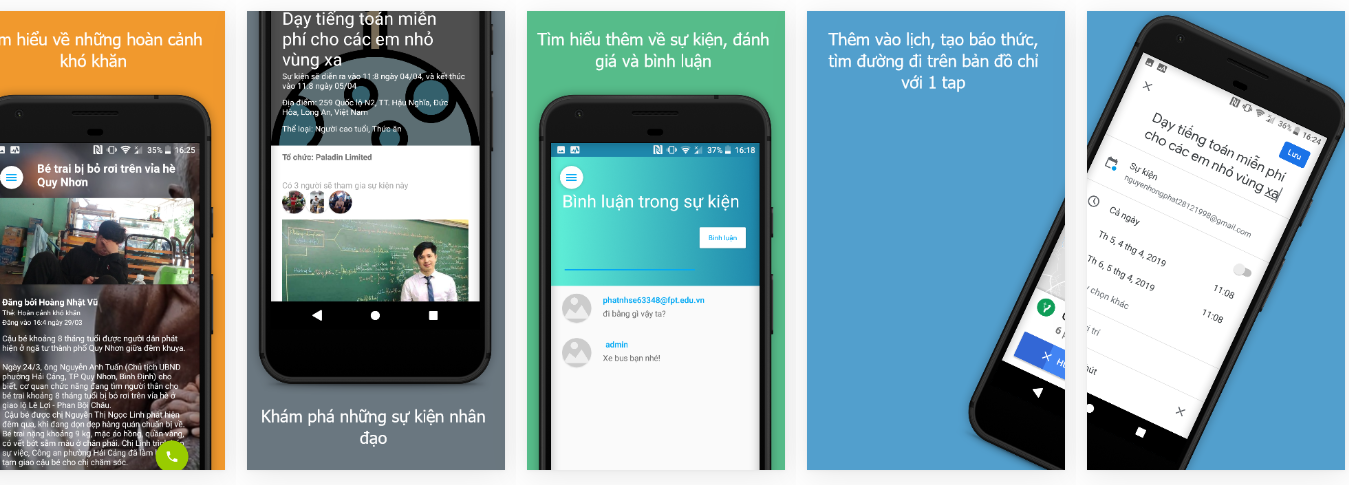 m hiểu về những hoàn cảnh
khó khăn
35% 16:25
Bé trai bị bỏ rơi trên vỉa hè
Quy Nhơn
Đăng bởi Hoàng Nhật Vũ
Thẻ: Hoàn cảnh khó khăn
Đăng vào 16:4 ngày 29/03
Cậu bé khoảng 8 tháng tuổi được người dân phát
hiện ở ngã tư thành phố Quy Nhơn giữa đêm khuya.
Ngày 24/3, ông Nguyễn Anh Tuấn (Chủ tịch UBND
phường Hải Cảng, TP Quy Nhơn, Bình Định) cho
biết, cơ quan chức năng đang tìm người thân cho
bé trai khoảng 8 tháng tuổi bị bỏ rơi trên vỉa hè ở
giao lộ Lê Lợi - Phan Bội Châu.
Cậu bé được chị Nguyễn Thị Ngọc Linh phát hiện
đêm qua, khi đang dọn dẹp hàng quán chuẩn bị về.
Bé trai nặng khoảng 9 kg, mặc áo hồng, quần vàng,
có vết bớt sẫm màu ở chân phải. Chị Linh
sự việc, Công an phường Hải Cảng đã làm
tạm giao cậu bé cho chị chăm sóc.
Dạy tiếng toán miễn
phí cho các em nhỏ
vùng xa
Sự kiện sẽ diễn ra vào 11:8 ngày 04/04, và kết thúc
vào 11:8 ngày 05/04
Địa điểm: 259 Quốc lộ N2, TT. Hậu Nghĩa, Đức
Hòa, Long An, Việt Nam
Thể loại: Người cao tuổi, Thức ăn
Tổ chức: Paladin Limited
Có 3 người sẽ tham gia sự kiện này
Khám phá những sự kiện nhân
đạo
Tìm hiểu thêm về sự kiện, đánh
giá và bình luận
37% 16:18
Bình luận trong sự kiện
Bình luận
phatnhse63348@fpt.edu.vn
đi bằng gì vậy ta?
admin
Xe bus bạn nhé!
Thêm vào lịch, tạo báo thức,
tìm đường đi trên bản đồ chỉ
với 1 tap
6
36% 16:24
Lưu
Dạy tiếng toán miễn phí
cho các em nhỏ vùng xa
Sự kiện
nguyenhongphat28121998@gmail.com
Cả ngày
Th 5, 4 thg 4, 2019 11:08
Th 6, 5 thg 4, 2019 11:08
chọn khác
trí
hút